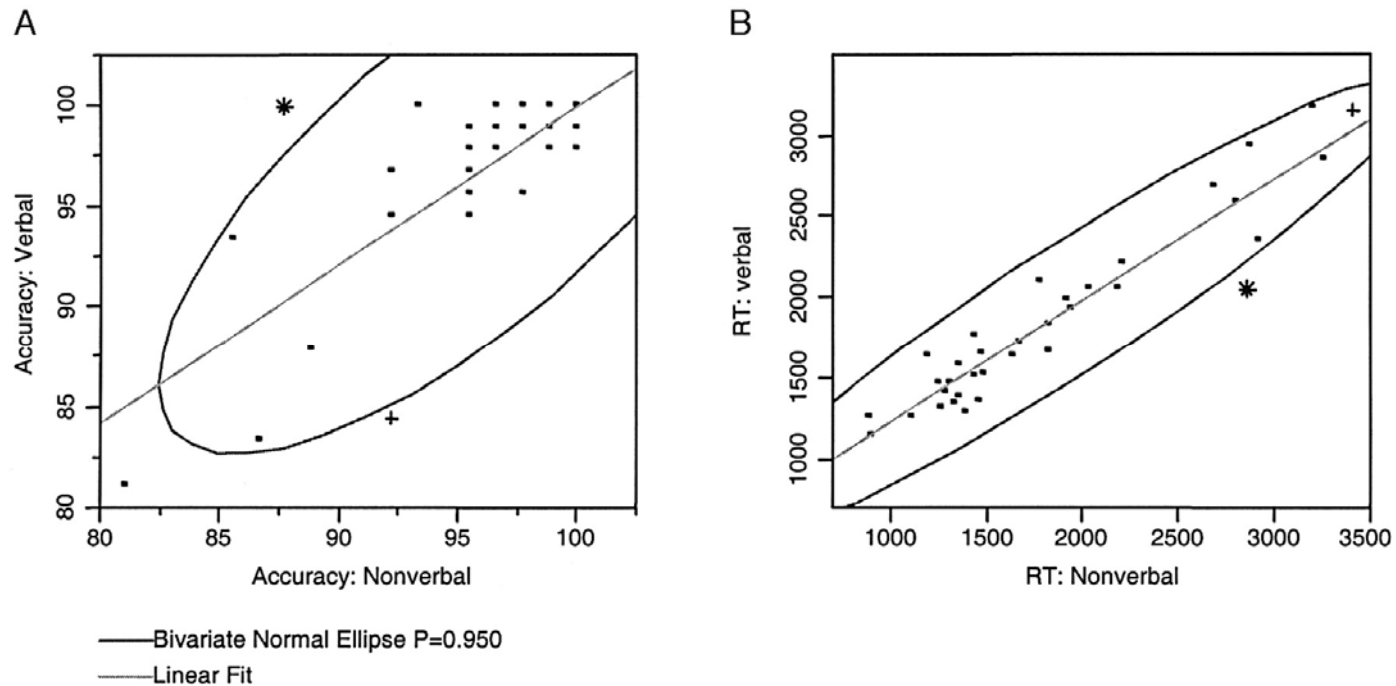 A
B
Accuracy: Verbal
100
95
90
85
80
80
85
90
95
100
Accuracy: Nonverbal
RT: verbal
3000
2500
2000
1500
1000
1000
1500
2000
2500
3000
3500
RT: Nonverbal
Bivariate Normal Ellipse P=0.950
Linear Fit